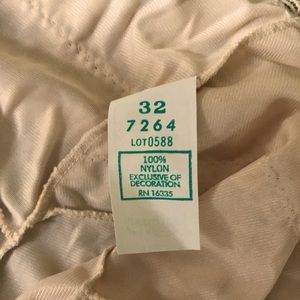 32
7264
LOT0588
100%
NYLON
EXCLUSIVE OF
DECORATION
RN 16335